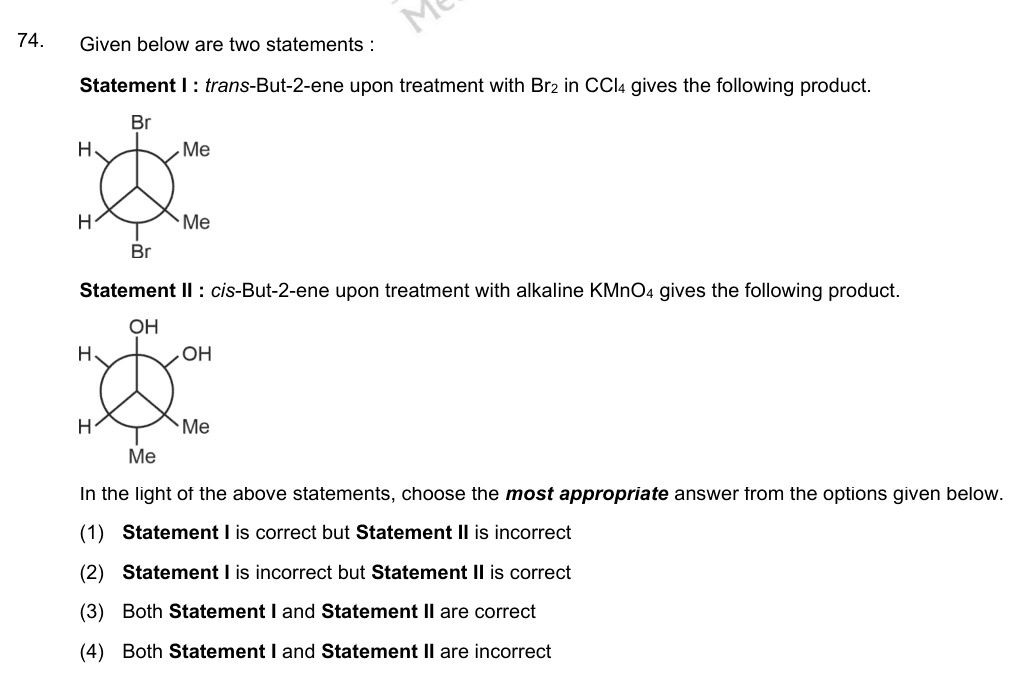 Me
74. Given below are two statements :
Statement I : trans-But-2-ene upon treatment with Br₂ in CCl₄ gives the following product.
Br
H Me
H Me
Br
Statement II : cis-But-2-ene upon treatment with alkaline KMnO₄ gives the following product.
OH
H OH
H Me
Me
In the light of the above statements, choose the most appropriate answer from the options given below.
(1) Statement I is correct but Statement II is incorrect
(2) Statement I is incorrect but Statement II is correct
(3) Both Statement I and Statement II are correct
(4) Both Statement I and Statement II are incorrect